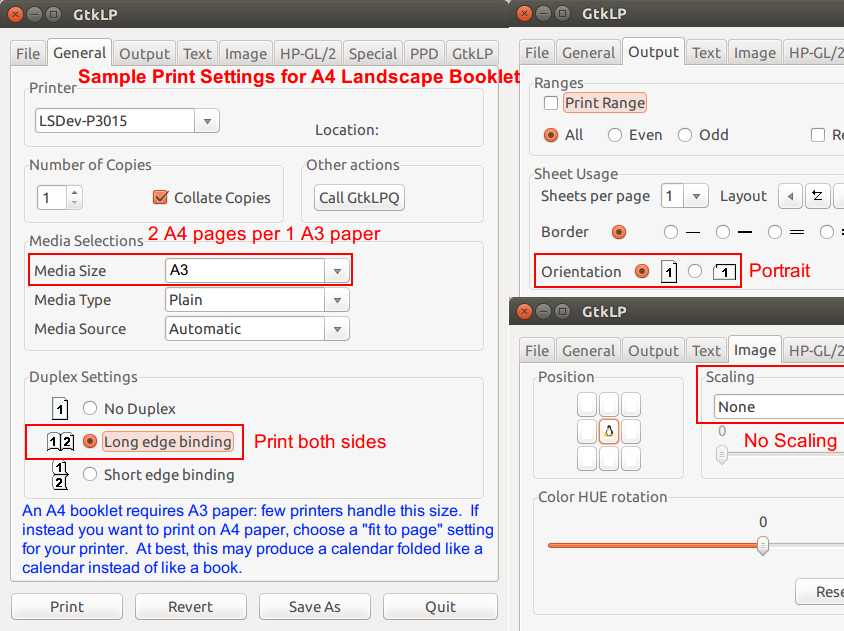 GtkLP
File General Output Text Image HP-GL/2 Special PPD GtkLP
Sample Print Settings for A4 Landscape Booklet
Printer
LSDev-P3015
Location:
Number of Copies
1
Collate Copies
Other actions
Call GtkLPQ
2 A4 pages per 1 A3 paper
Media Selections
Media Size A3
Media Type Plain
Media Source Automatic
Duplex Settings
1 No Duplex
1 2 Long edge binding
Print both sides
1
2
Short edge binding
An A4 booklet requires A3 paper: few printers handle this size. If
instead you want to print on A4 paper, choose a "fit to page" setting
for your printer. At best, this may produce a calendar folded like a
calendar instead of like a book.
Print Revert Save As Quit
GtkLP
File General Output Text Image HP-GL/2
Ranges
Print Range
All Even Odd Re
Sheet Usage
Sheets per page 1 Layout
Border
Orientation 1 1
Portrait
GtkLP
File General Output Text Image HP-GL/2
Position
Scaling
None
0
No Scaling
Color HUE rotation
0
Rese